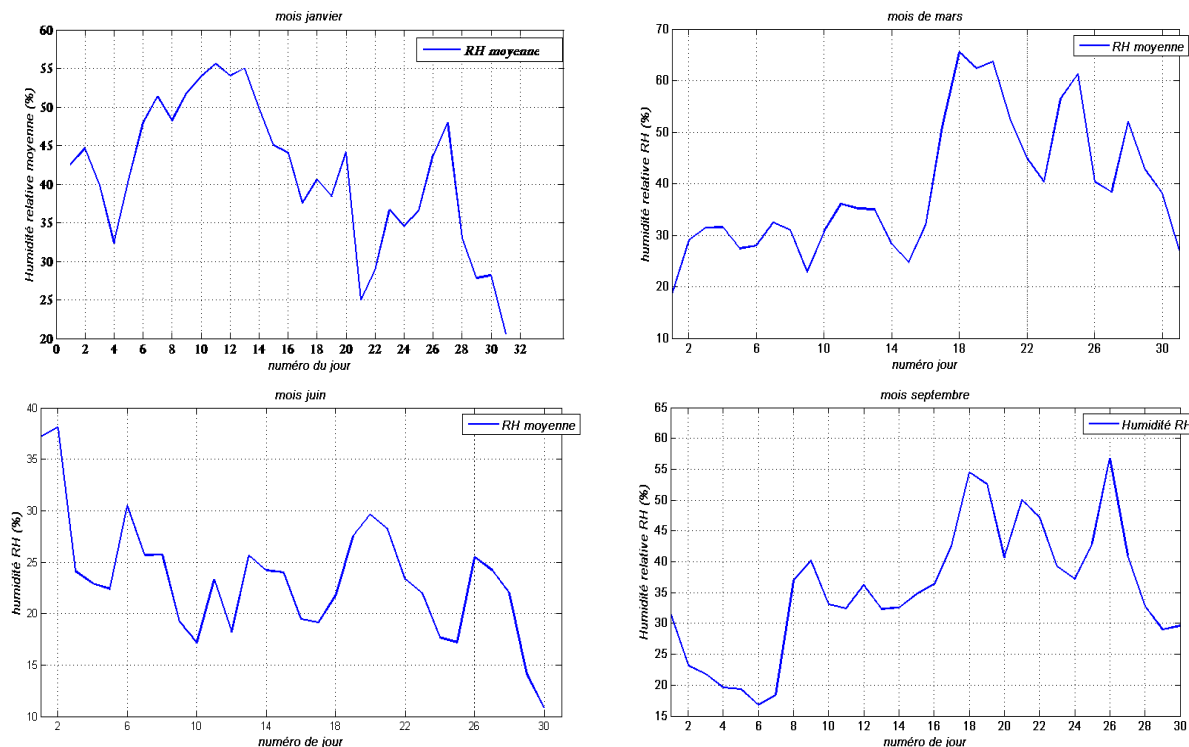 mois janvier
60
55
50
45
40
35
30
25
20
Humidité relative moyenne (%)
RH moyenne
0 2 4 6 8 10 12 14 16 18 20 22 24 26 28 30 32
numéro du jour
mois de mars
70
60
50
40
30
20
10
humidité relative RH (%)
RH moyenne
2 6 10 14 18 22 26 30
numéro jour
mois juin
40
35
30
25
20
15
10
humidité RH (%)
RH moyenne
2 6 10 14 18 22 26 30
numéro de jour
mois septembre
65
60
55
50
45
40
35
30
25
20
15
Humidité relative RH (%)
Humidité RH
1 2 4 6 8 10 12 14 16 18 20 22 24 26 28 30
numéro de jour